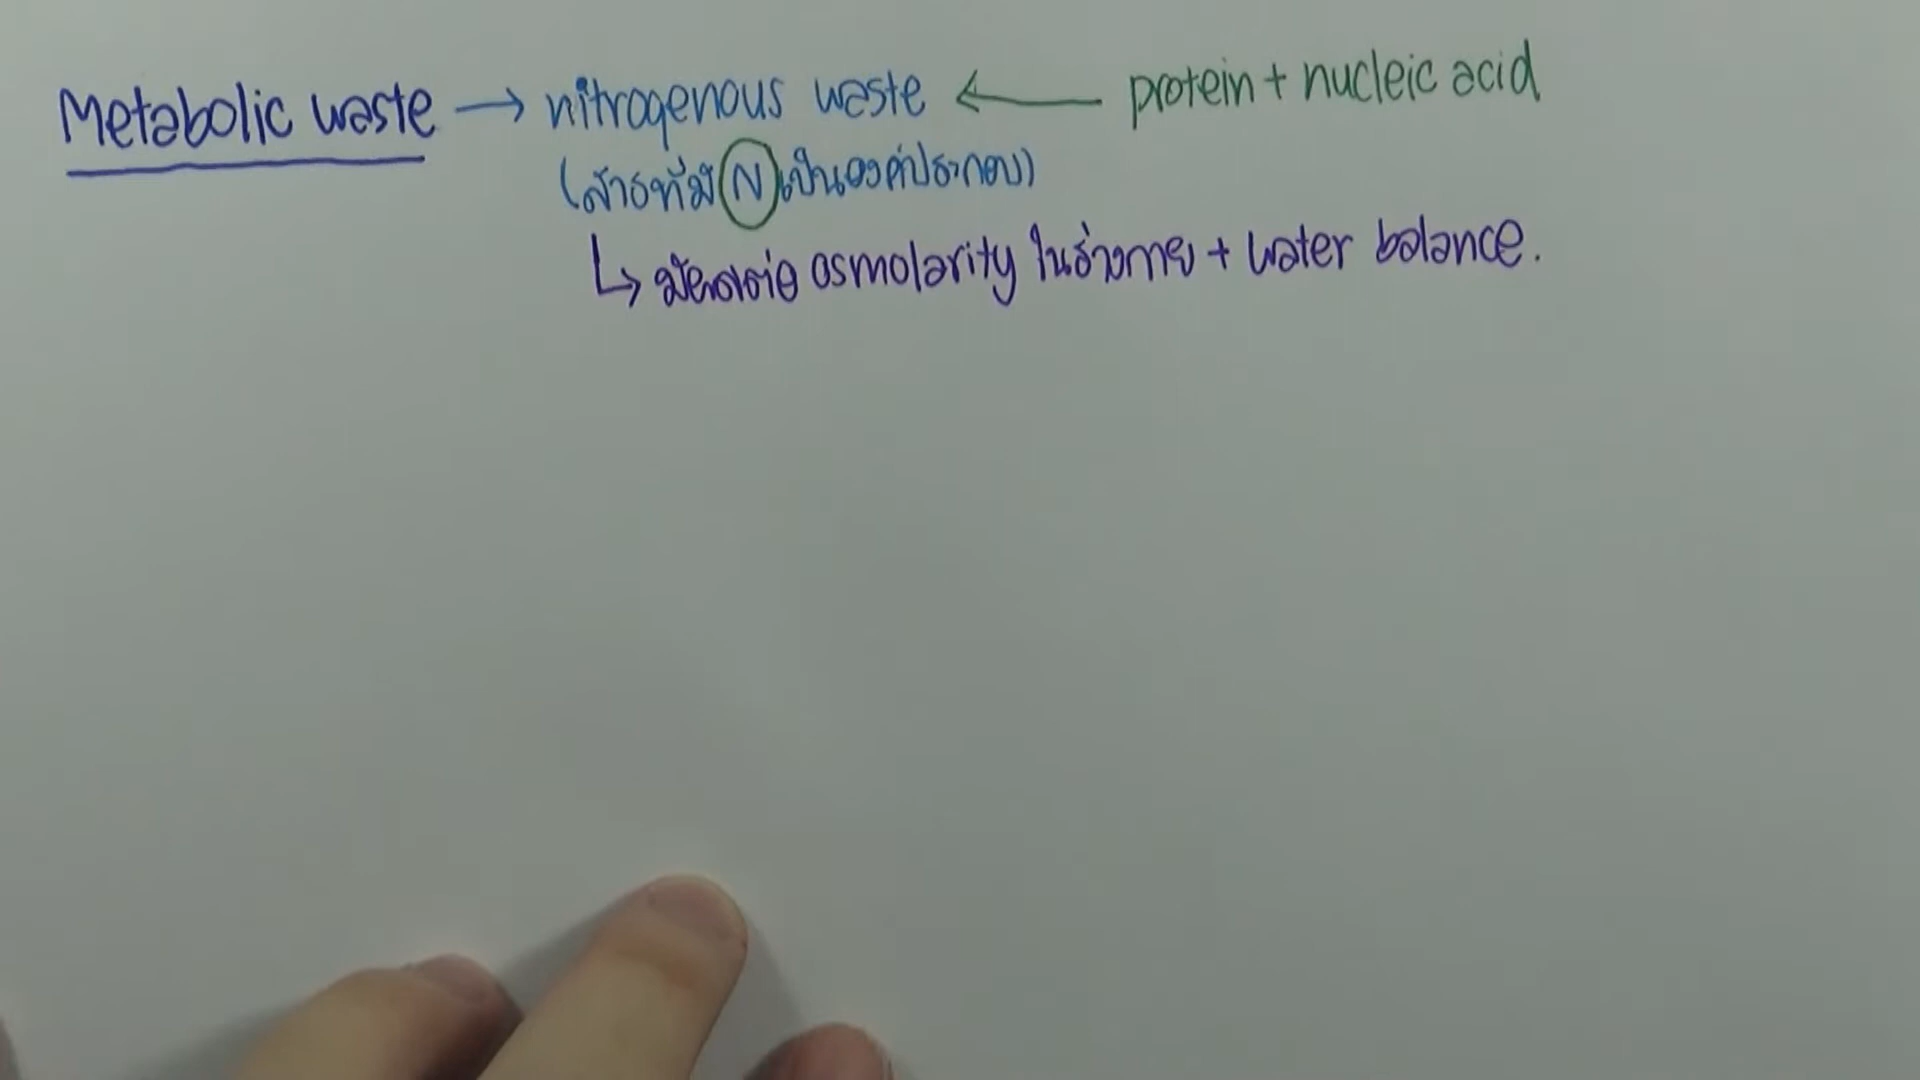 Metabolic waste → nitrogenous waste ← protein + nucleic acid
(สารที่มี N เป็นองค์ประกอบ)
↳ มีผลต่อ osmolarity ในร่างกาย + water balance.